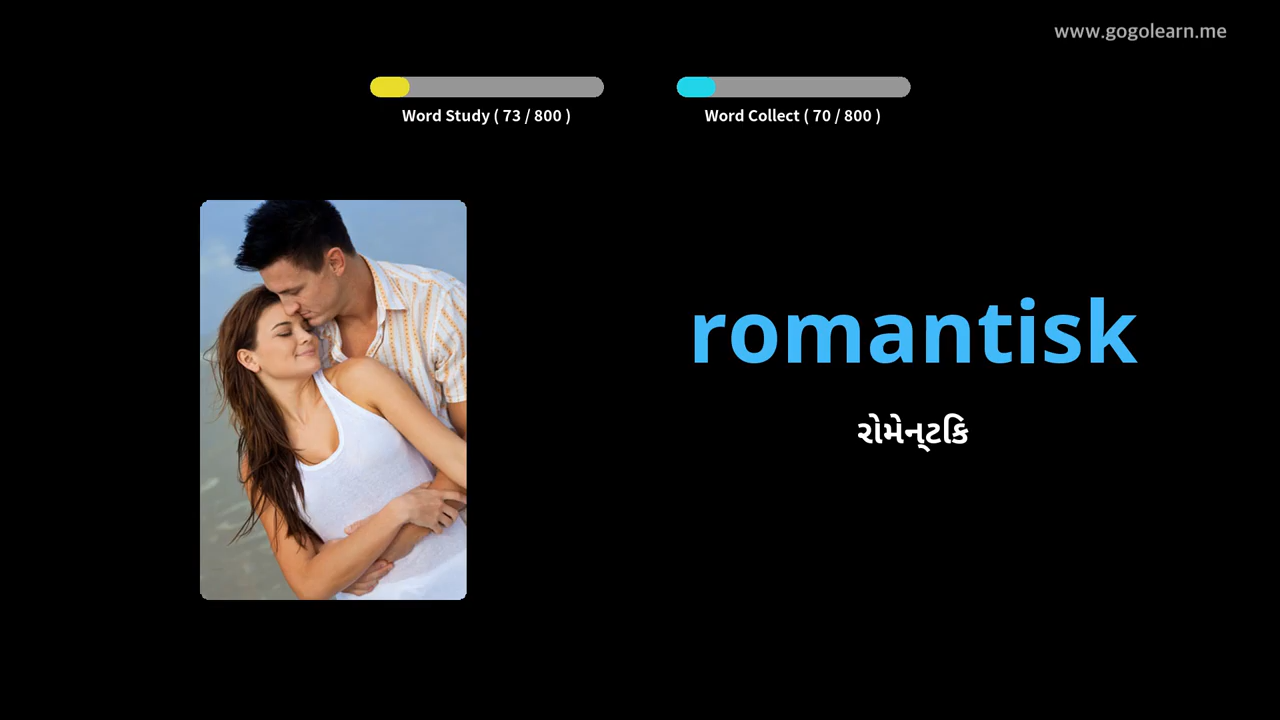 www.gogolearn.me
Word Study ( 73 / 800 )
Word Collect ( 70 / 800 )
romantisk
રોમેન્ટિક